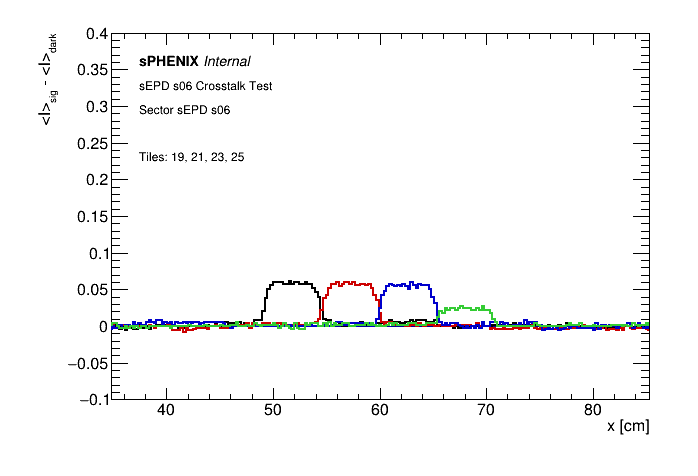 <I>sig - <I>dark
0.4
0.35
0.3
0.25
0.2
0.15
0.1
0.05
0
−0.05
−0.1
sPHENIX Internal
sEPD s06 Crosstalk Test
Sector sEPD s06
Tiles: 19, 21, 23, 25
40 50 60 70 80
x [cm]